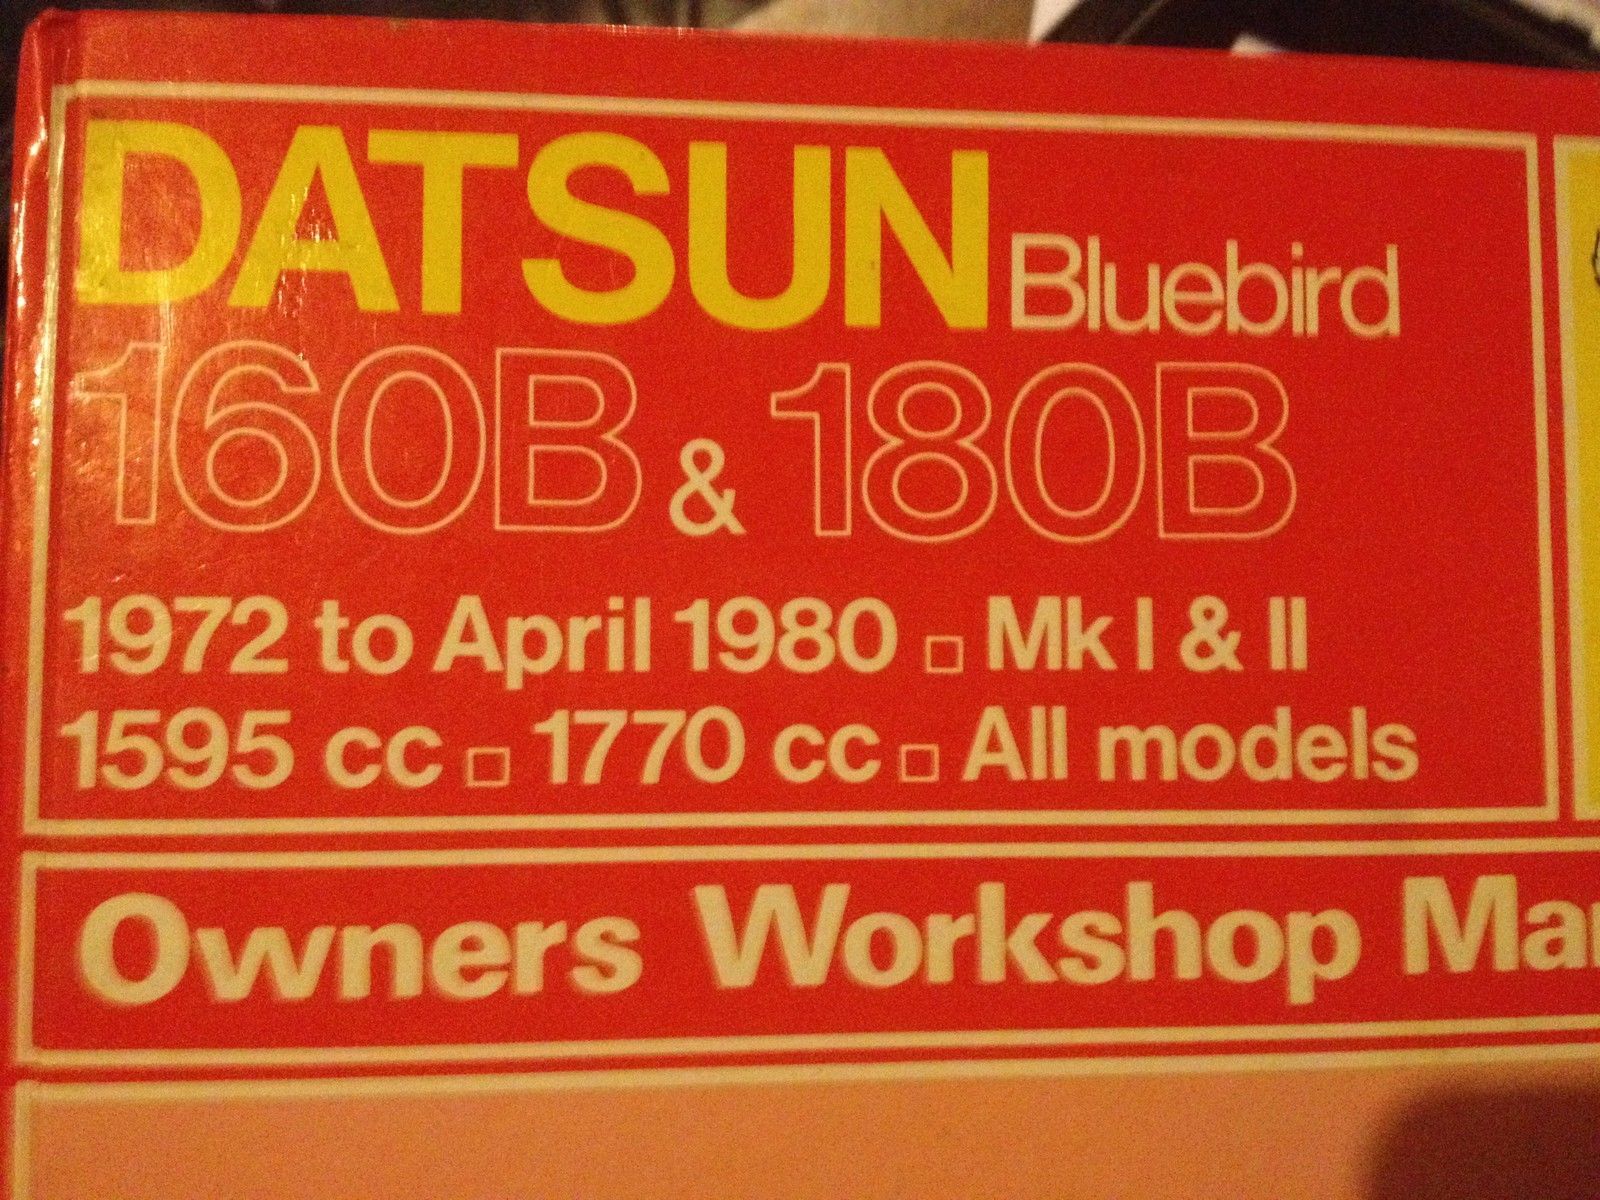 DATSUN Bluebird
160B & 180B
1972 to April 1980 □ Mk I & II
1595 cc □ 1770 cc □ All models
Owners Workshop